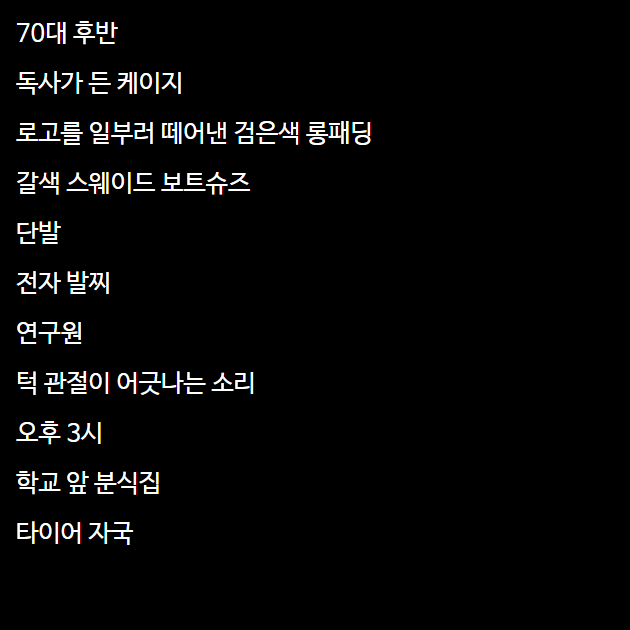 70대 후반
독사가 든 케이지
로고를 일부러 떼어낸 검은색 롱패딩
갈색 스웨이드 보트슈즈
단발
전자 발찌
연구원
턱 관절이 어긋나는 소리
오후 3시
학교 앞 분식집
타이어 자국